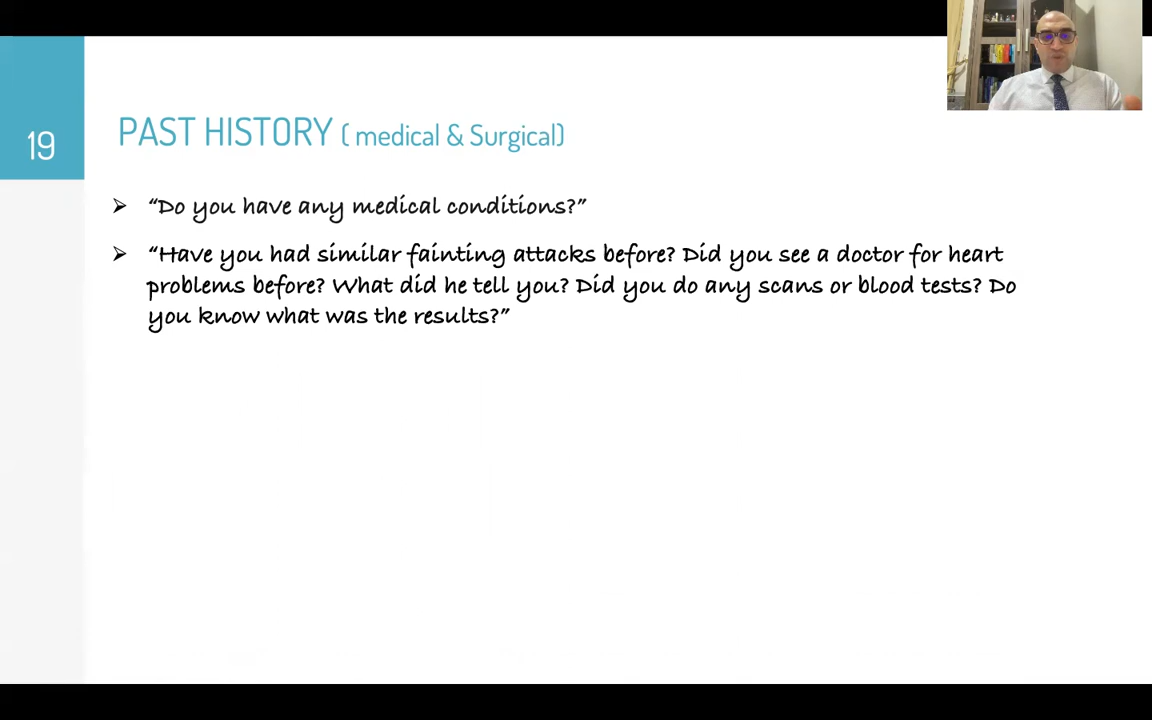 19
PAST HISTORY ( medical & Surgical)
➢ “Do you have any medical conditions?”
➢ “Have you had similar fainting attacks before? Did you see a doctor for heart
problems before? What did he tell you? Did you do any scans or blood tests? Do
you know what was the results?”